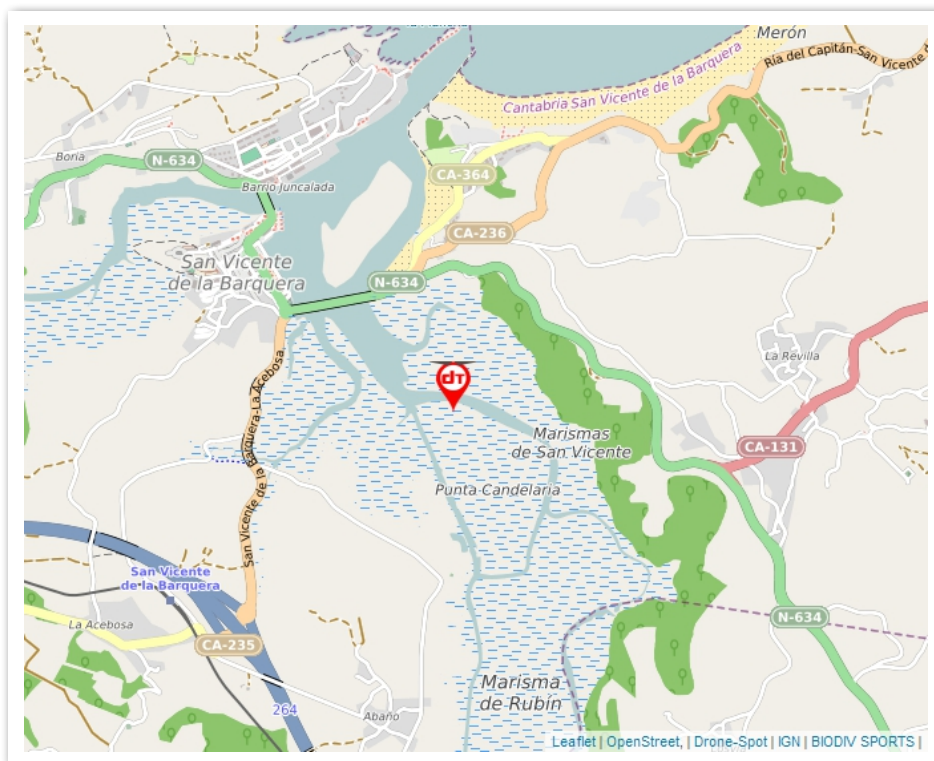 Merón
Ría del Capitán-San Vicente d
Cantabria San Vicente de la Barquera
Boria
N-634
Barrio Juncalada
CA-364
CA-236
San Vicente
de la Barquera
N-634
La Revilla
dT
San Vicente de la Barquera-La Acebosa
Marismas
de San Vicente
CA-131
Punta Candelaria
San Vicente
de la Barquera
La Acebosa
CA-235
N-634
Marisma
de Rubín
264
Abaño
Leaflet | OpenStreet, | Drone-Spot | IGN | BIODIV SPORTS |